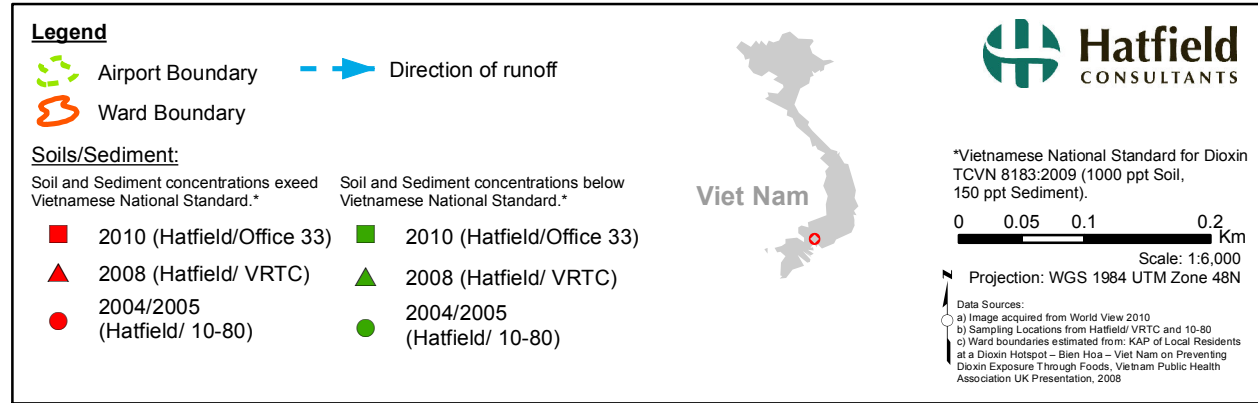 Legend
Airport Boundary
Direction of runoff
Ward Boundary
Soils/Sediment:
Soil and Sediment concentrations exeed
Vietnamese National Standard.*
2010 (Hatfield/Office 33)
2008 (Hatfield/ VRTC)
2004/2005
(Hatfield/ 10-80)
Soil and Sediment concentrations below
Vietnamese National Standard.*
2010 (Hatfield/Office 33)
2008 (Hatfield/ VRTC)
2004/2005
(Hatfield/ 10-80)
Viet Nam
Hatfield
CONSULTANTS
*Vietnamese National Standard for Dioxin
TCVN 8183:2009 (1000 ppt Soil,
150 ppt Sediment).
0 0.05 0.1 0.2
Km
Scale: 1:6,000
Projection: WGS 1984 UTM Zone 48N
N
Data Sources:
a) Image acquired from World View 2010
b) Sampling Locations from Hatfield/ VRTC and 10-80
c) Ward boundaries estimated from: KAP of Local Residents
at a Dioxin Hotspot – Bien Hoa – Viet Nam on Preventing
Dioxin Exposure Through Foods, Vietnam Public Health
Association UK Presentation, 2008